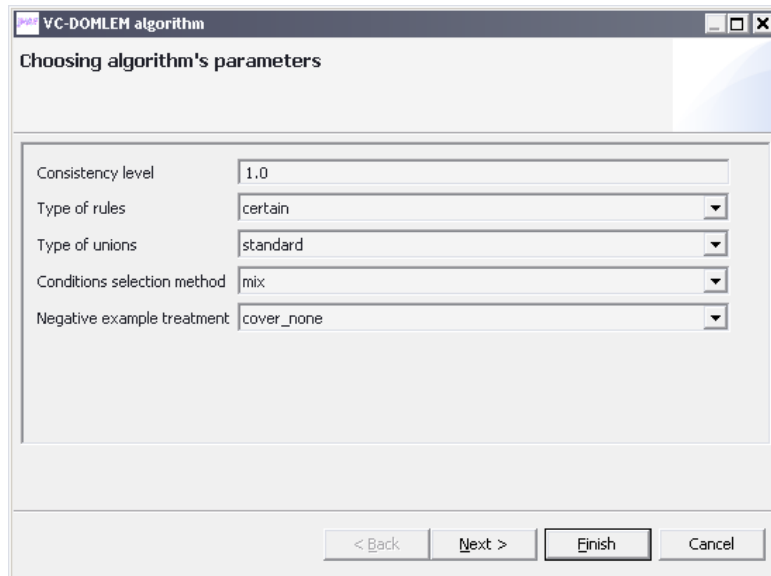 VC-DOMLEM algorithm
Choosing algorithm's parameters
Consistency level 1.0
Type of rules certain
Type of unions standard
Conditions selection method mix
Negative example treatment cover_none
< Back Next > Finish Cancel